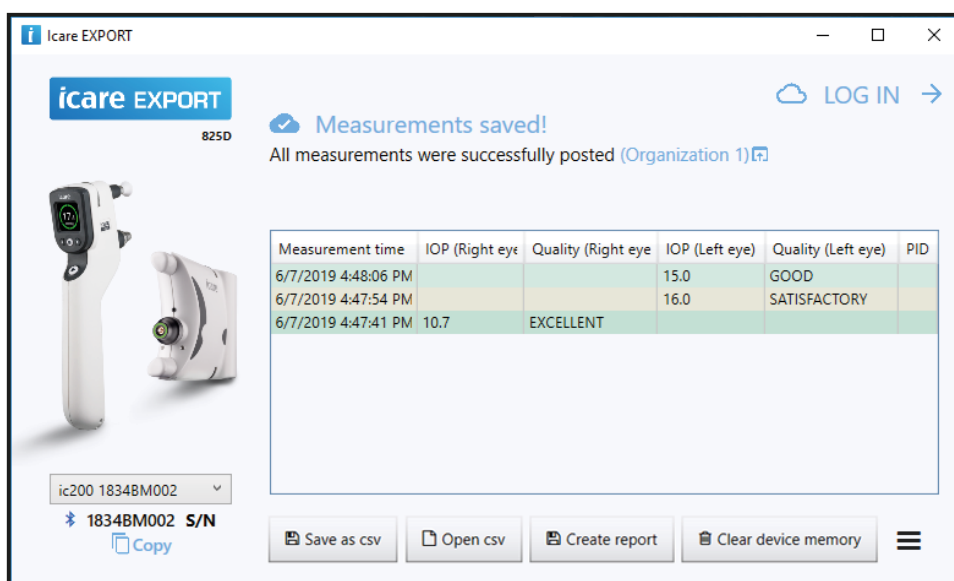 Icare EXPORT
icare EXPORT
825D
LOG IN
Measurements saved!
All measurements were successfully posted (Organization 1)
Measurement time IOP (Right eye Quality (Right eye IOP (Left eye) Quality (Left eye) PID
6/7/2019 4:48:06 PM 15.0 GOOD
6/7/2019 4:47:54 PM 16.0 SATISFACTORY
6/7/2019 4:47:41 PM 10.7 EXCELLENT
ic200 1834BM002
1834BM002 S/N
Copy
Save as csv Open csv Create report Clear device memory